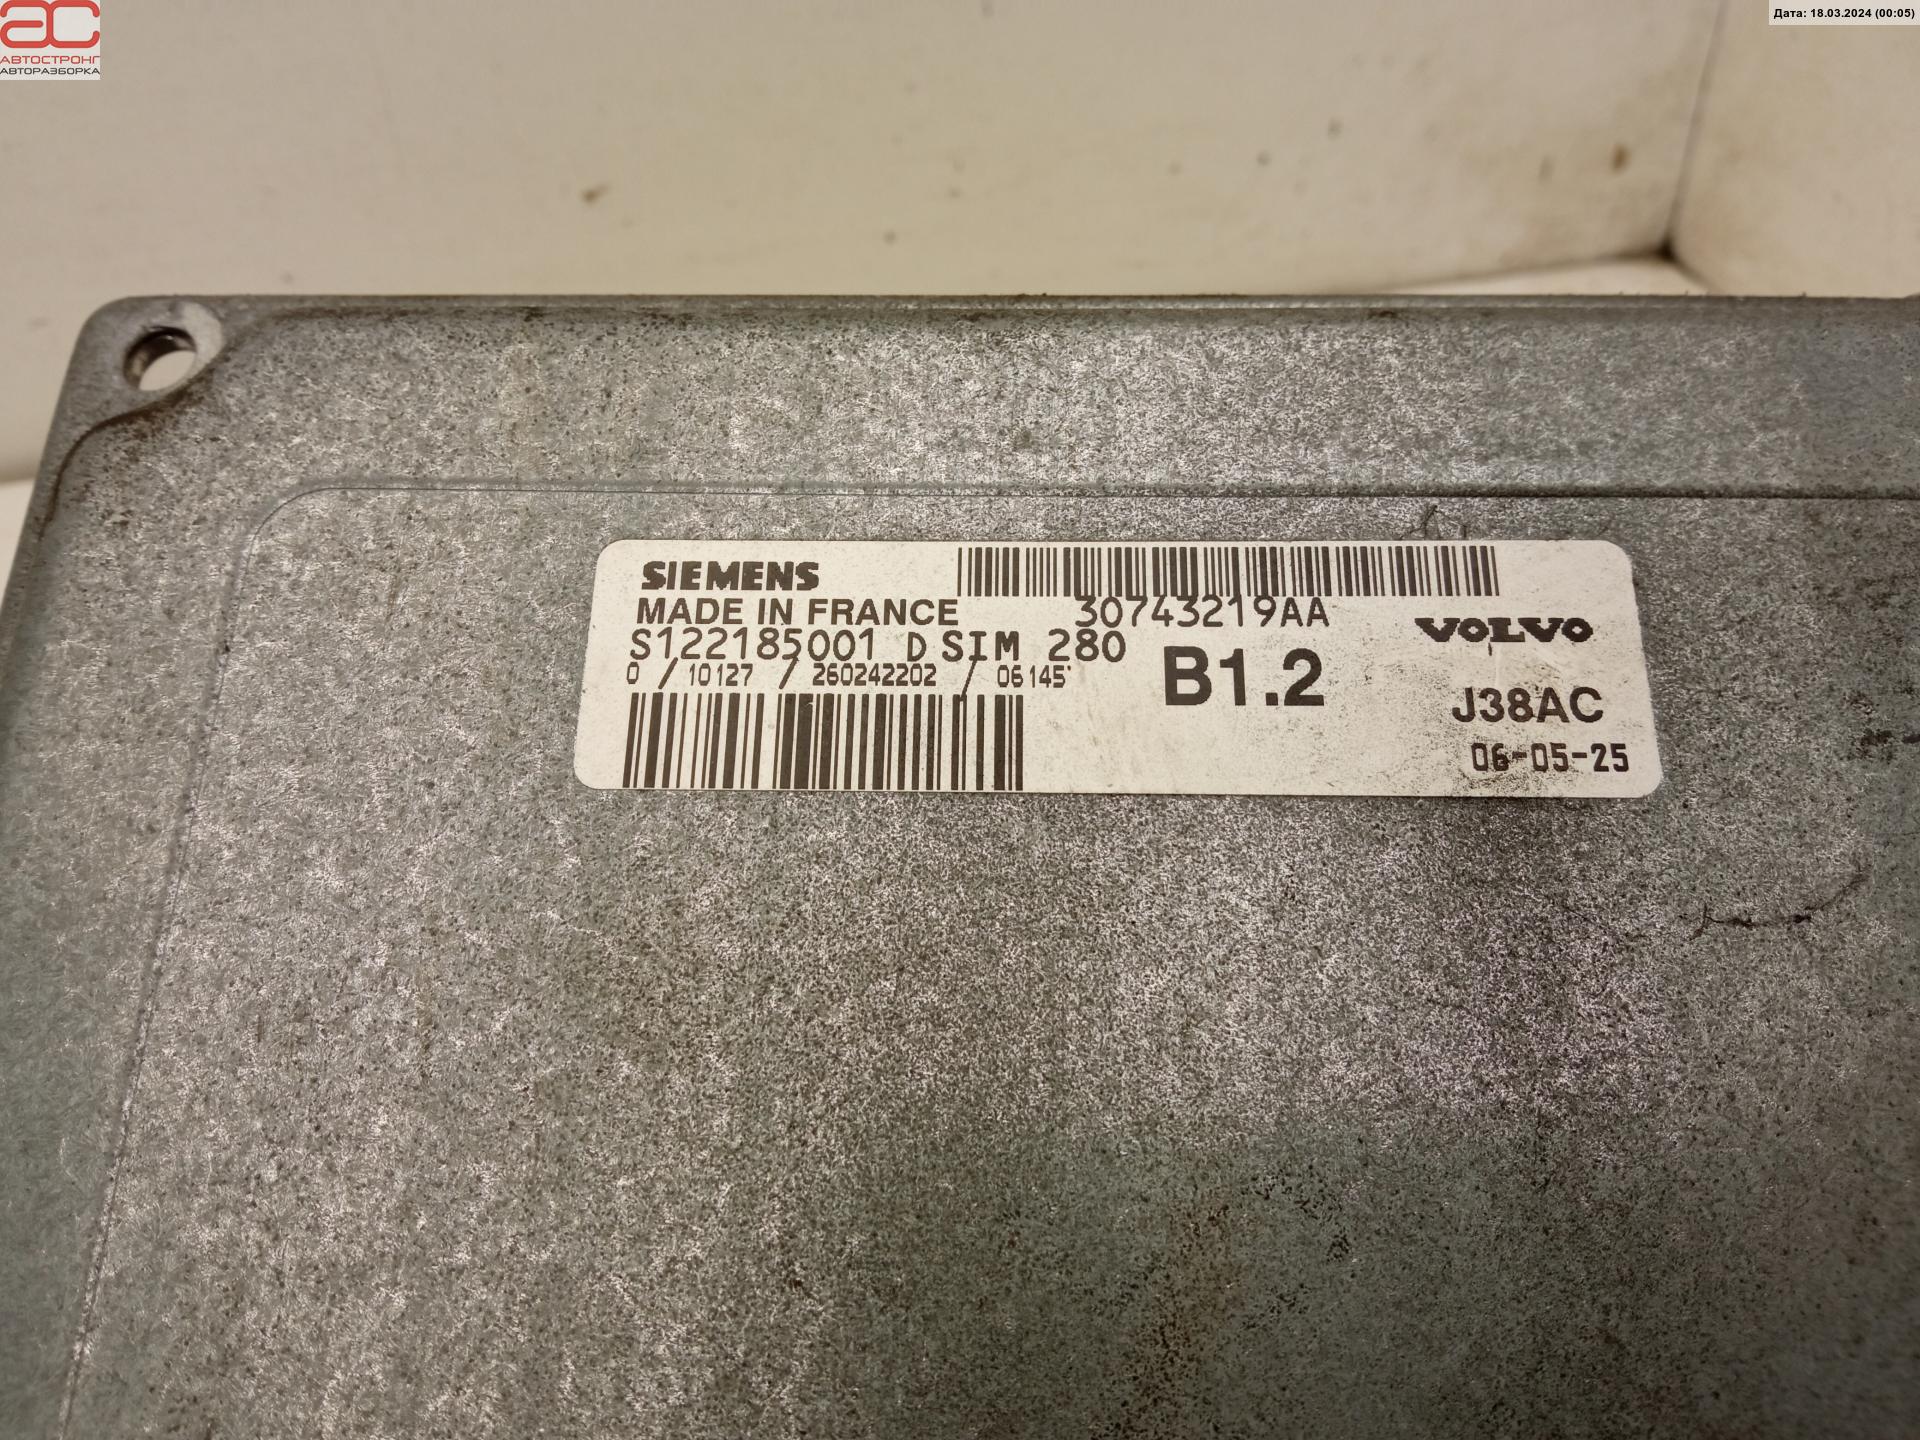 АС
АВТОСТРОНГ
АВТОРАЗБОРКА
Дата: 18.03.2024 (00:05)
SIEMENS
MADE IN FRANCE 30743219AA
VOLVO
S122185001 D SIM 280
0 / 10127 / 260242202 / 06145
B1.2
J38AC
06-05-25